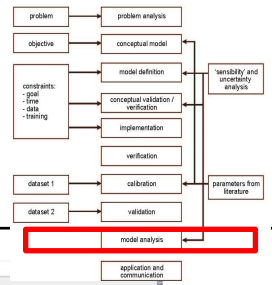 problem
problem analysis
objective
conceptual model
constraints:
- goal
- time
- data
- training
model definition
'sensibility' and
uncertainty
analysis
conceptual validation /
verification
implementation
verification
dataset 1
calibration
parameters from
literature
dataset 2
validation
model analysis
application and
communication